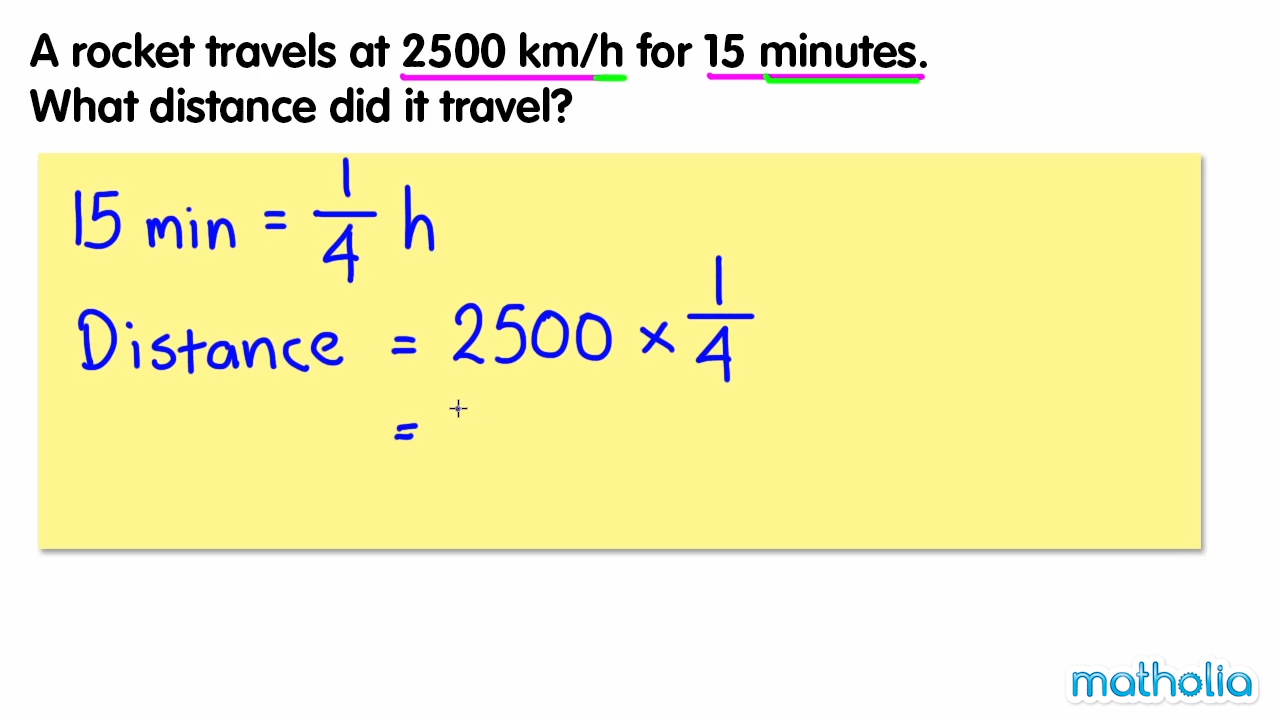 A rocket travels at 2500 km/h for 15 minutes.
What distance did it travel?
15 min = 1/4 h
Distance = 2500 × 1/4
=
matholia